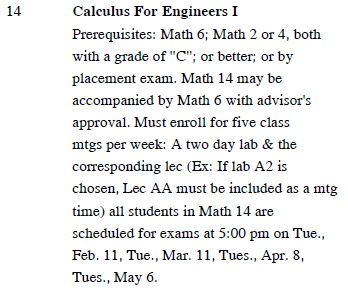 14 Calculus For Engineers I
Prerequisites: Math 6; Math 2 or 4, both
with a grade of "C"; or better; or by
placement exam. Math 14 may be
accompanied by Math 6 with advisor's
approval. Must enroll for five class
mtgs per week: A two day lab & the
corresponding lec (Ex: If lab A2 is
chosen, Lec AA must be included as a mtg
time) all students in Math 14 are
scheduled for exams at 5:00 pm on Tue.,
Feb. 11, Tue., Mar. 11, Tues., Apr. 8,
Tues., May 6.